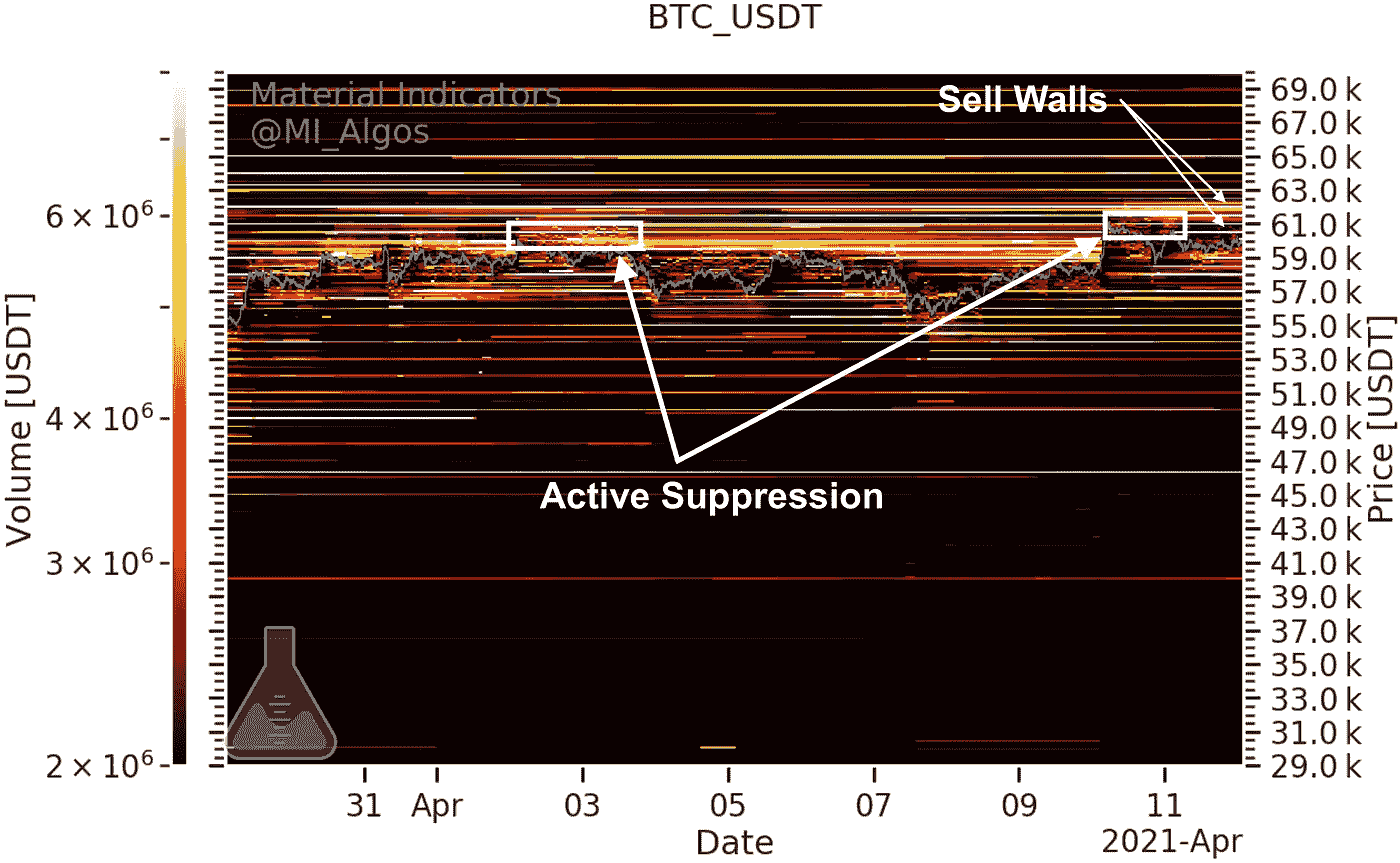 BTC_USDT
Material Indicators
@MI_Algos
Sell Walls
Active Suppression
Volume [USDT]
6 × 10⁶
4 × 10⁶
3 × 10⁶
2 × 10⁶
69.0 k
67.0 k
65.0 k
63.0 k
61.0 k
59.0 k
57.0 k
55.0 k
53.0 k
51.0 k
49.0 k
47.0 k
45.0 k
43.0 k
41.0 k
39.0 k
37.0 k
35.0 k
33.0 k
31.0 k
29.0 k
Price [USDT]
31 Apr 03 05 07 09 11
Date
2021-Apr